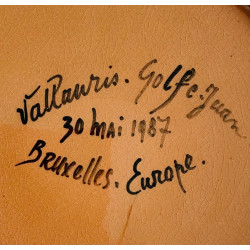 Vallauris. Golfe-Juan
30 Mai 1987
Bruxelles. Europe.